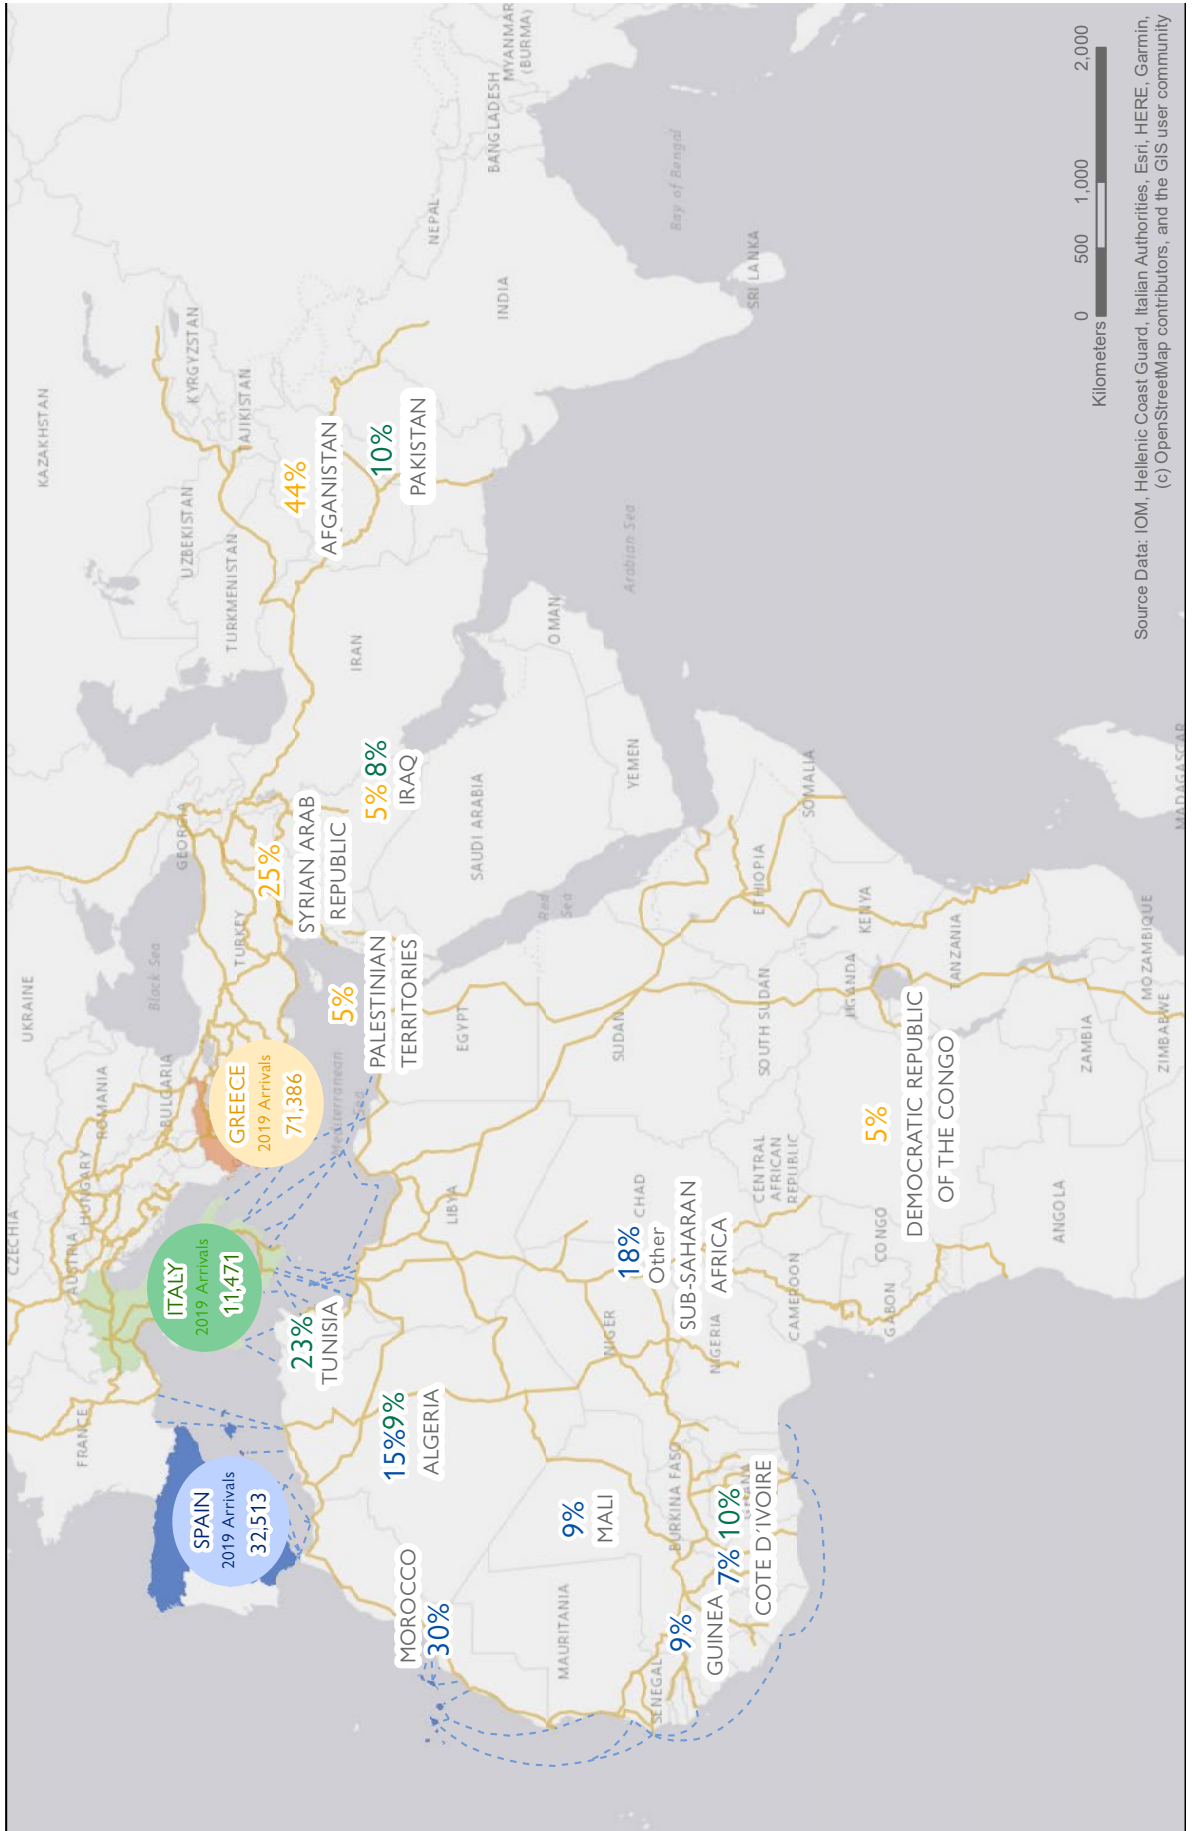 KAZAKHSTAN
UKRAINE
CZECHIA
AUSTRIA
HUNGARY
ROMANIA
BULGARIA
FRANCE
Black Sea
GEORGIA
UZBEKISTAN
KYRGYZSTAN
TURKMENISTAN
TAJIKISTAN
SPAIN
2019 Arrivals
32,513
ITALY
2019 Arrivals
11,471
GREECE
2019 Arrivals
71,386
TURKEY
25%
SYRIAN ARAB
REPUBLIC
44%
AFGANISTAN
10%
PAKISTAN
IRAN
5% 8%
IRAQ
5%
PALESTINIAN
TERRITORIES
Mediterranean
Sea
23%
TUNISIA
15% 9%
ALGERIA
MOROCCO
30%
LIBYA
EGYPT
SAUDI ARABIA
NEPAL
BANGLADESH
MYANMAR
(BURMA)
INDIA
OMAN
Red
Sea
YEMEN
Arabian Sea
Bay of Bengal
SRI LANKA
9%
MALI
MAURITANIA
NIGER
CHAD
SUDAN
18%
Other
SUB-SAHARAN
AFRICA
SENEGAL
9%
GUINEA
BURKINA FASO
7% 10%
COTE D'IVOIRE
NIGERIA
CENTRAL
AFRICAN
REPUBLIC
SOUTH SUDAN
ETHIOPIA
SOMALIA
CAMEROON
GABON
CONGO
5%
DEMOCRATIC REPUBLIC
OF THE CONGO
UGANDA
KENYA
TANZANIA
ANGOLA
ZAMBIA
MOZAMBIQUE
ZIMBABWE
MADAGASCAR
0 500 1,000 2,000
Kilometers
Source Data: IOM, Hellenic Coast Guard, Italian Authorities, Esri, HERE, Garmin,
(c) OpenStreetMap contributors, and the GIS user community